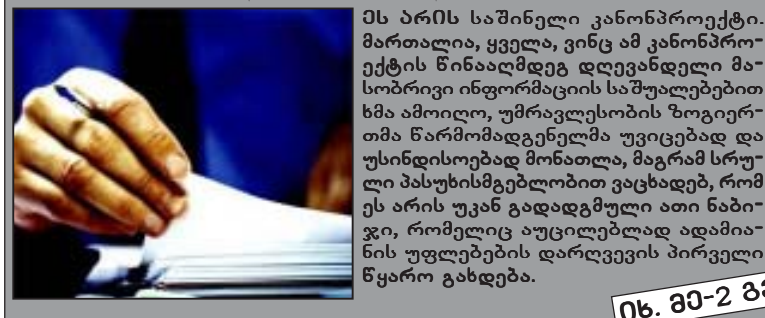 ეს არის საშინელი კანონპროექტი.
მართალია, ყველა, ვინც ამ კანონპრო-
ექტის წინააღმდეგ დღევანდელი მა-
სობრივი ინფორმაციის საშუალებებით
ხმა ამოიღო, უმრავლესობის ზოგიერ-
თმა წარმომადგენელმა უვიცებად და
უსინდისოებად მონათლა, მაგრამ სრუ-
ლი პასუხისმგებლობით ვაცხადებ, რომ
ეს არის უკან გადადგმული ათი ნაბი-
ჯი, რომელიც აუცილებლად ადამია-
ნის უფლებების დარღვევის პირველი
წყარო გახდება.
იხ. მე-2